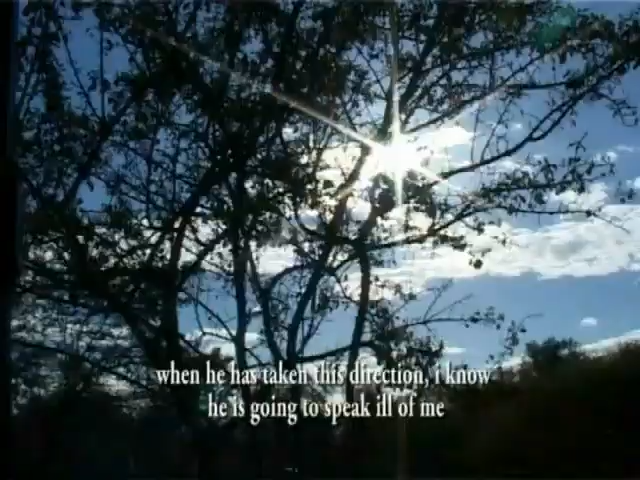 when he has taken this direction, i know
he is going to speak ill of me